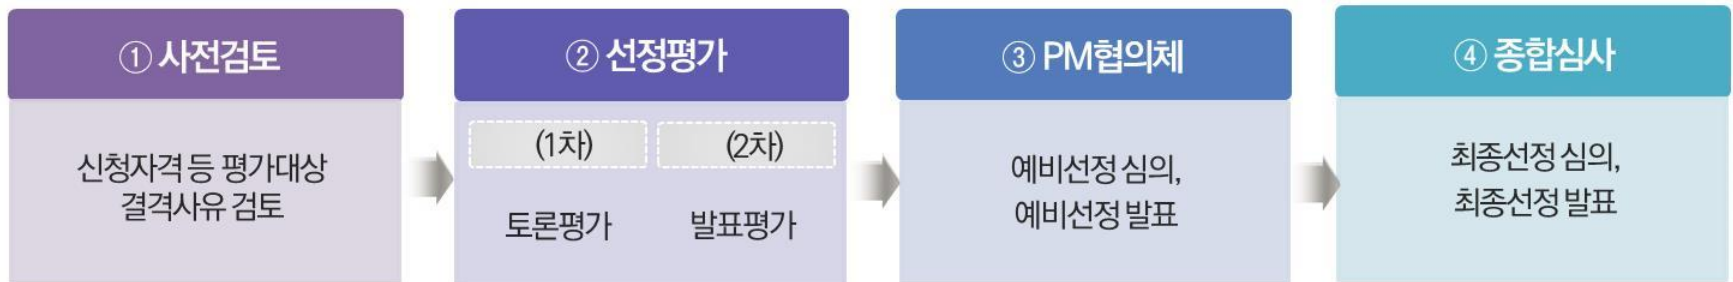 ① 사전검토
신청자격 등 평가대상
결격사유 검토
② 선정평가
(1차)
(2차)
토론평가
발표평가
③ PM협의체
예비선정 심의,
예비선정 발표
④ 종합심사
최종선정 심의,
최종선정 발표